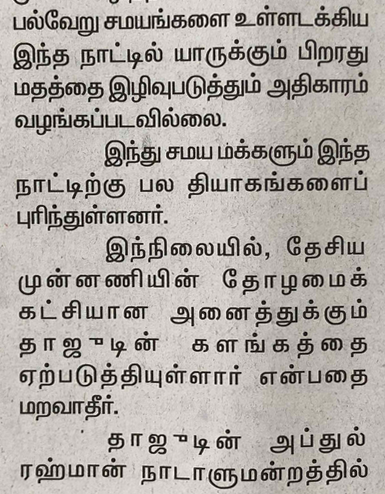 பல்வேறு சமயங்களை உள்ளடக்கிய
இந்த நாட்டில் யாருக்கும் பிறரது
மதத்தை இழிவுபடுத்தும் அதிகாரம்
வழங்கப்படவில்லை.
இந்து சமய மக்களும் இந்த
நாட்டிற்கு பல தியாகங்களைப்
புரிந்துள்ளனர்.
இந்நிலையில், தேசிய
முன்னணியின் தோழமைக்
கட்சியான அனைத்துக்கும்
தாஜுடின் களங்கத்தை
ஏற்படுத்தியுள்ளார் என்பதை
மறவாதீர்.
தாஜுடின் அப்துல்
ரஹ்மான் நாடாளுமன்றத்தில்